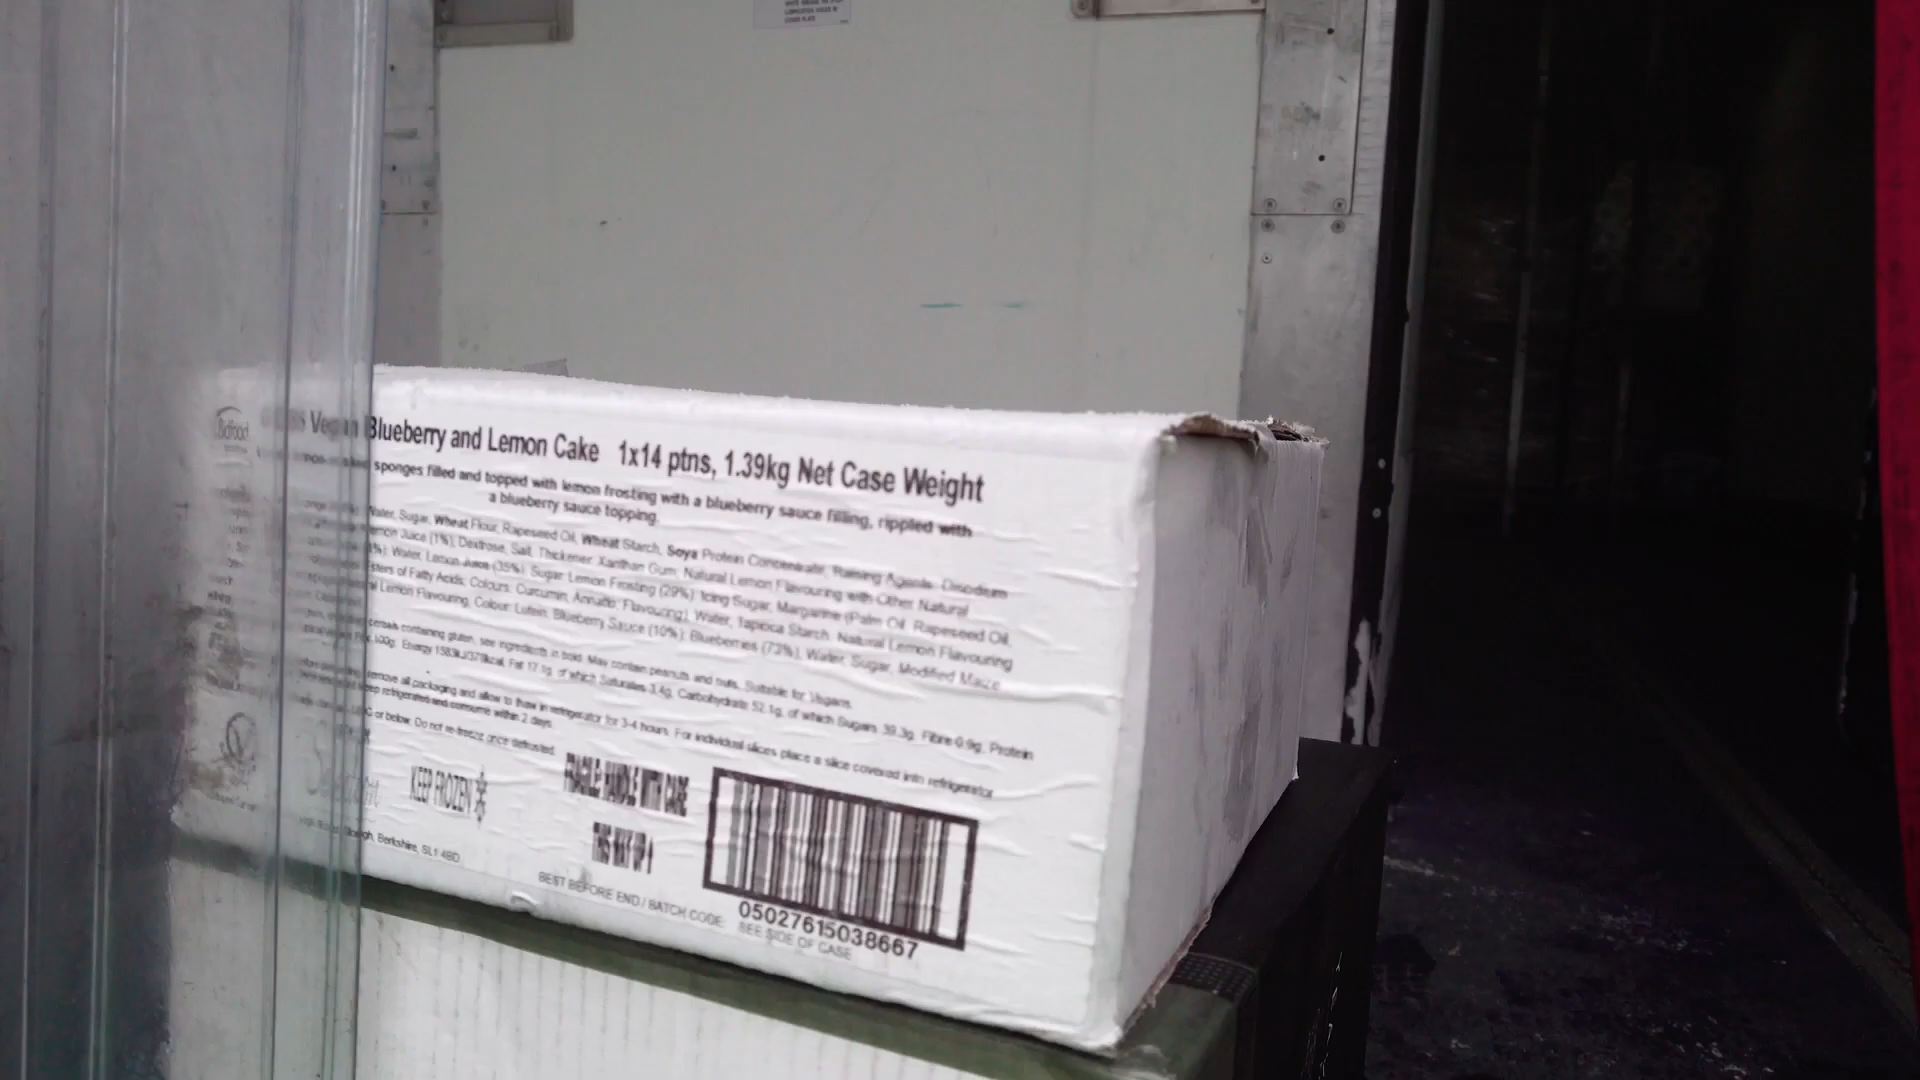 Bidfood
Vegan Blueberry and Lemon Cake 1x14 ptns, 1.39kg Net Case Weight
sponges filled and topped with lemon frosting with a blueberry sauce filling, rippled with
a blueberry sauce topping.
Water, Sugar, Wheat Flour, Rapeseed Oil, Wheat Starch, Soya Protein Concentrate, Raising Agents: Disodium
Lemon Juice (1%), Dextrose, Salt, Thickener: Xanthan Gum; Natural Lemon Flavouring with Other Natural
Water, Lemon Juice (35%), Sugar; Lemon Frosting (29%): Icing Sugar, Margarine (Palm Oil, Rapeseed Oil,
Esters of Fatty Acids; Colours: Curcumin, Annatto; Flavouring), Water, Tapioca Starch, Natural Lemon Flavouring
Lemon Flavouring, Colour: Lutein; Blueberry Sauce (10%): Blueberries (73%), Water, Sugar, Modified Maize
cereals containing gluten, see ingredients in bold. May contain peanuts and nuts. Suitable for Vegans.
100g: Energy 1583kJ/378kcal, Fat 17.1g, of which Saturates 3.4g, Carbohydrate 52.1g, of which Sugars 39.3g, Fibre 0.9g, Protein
remove all packaging and allow to thaw in refrigerator for 3-4 hours. For individual slices place a slice covered into refrigerator
keep refrigerated and consume within 2 days.
or below. Do not re-freeze once defrosted.
KEEP FROZEN
FRAGILE HANDLE WITH CARE
THIS WAY UP
Slough, Berkshire, SL1 4BD
BEST BEFORE END / BATCH CODE:
SEE SIDE OF CASE
05027615038667